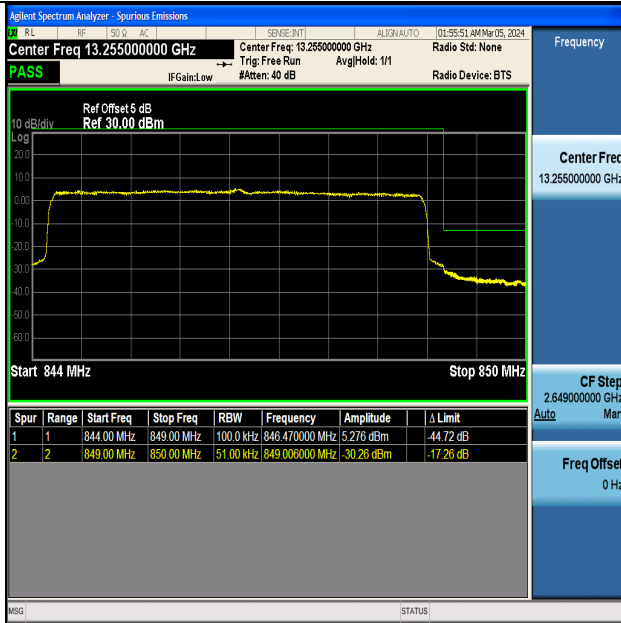 Agilent Spectrum Analyzer - Spurious Emissions
RL RF 50 Ω AC SENSE:INT ALIGNAUTO 01:55:51 AM Mar 05, 2024
Center Freq 13.255000000 GHz
Center Freq: 13.255000000 GHz
Radio Std: None
Trig: Free Run Avg|Hold: 1/1
PASS
IFGain:Low
#Atten: 40 dB
Radio Device: BTS
Ref Offset 5 dB
10 dB/div Ref 30.00 dBm
Log
20.0
10.0
0.00
-10.0
-20.0
-30.0
-40.0
-50.0
-60.0
Start 844 MHz Stop 850 MHz
Spur Range Start Freq Stop Freq RBW Frequency Amplitude Δ Limit
1 1 844.00 MHz 849.00 MHz 100.0 kHz 846.470000 MHz 5.276 dBm -44.72 dB
2 2 849.00 MHz 850.00 MHz 51.00 kHz 849.006000 MHz -30.26 dBm -17.26 dB
MSG STATUS
Frequency
Center Freq
13.255000000 GHz
CF Step
2.649000000 GHz
Auto Man
Freq Offset
0 Hz